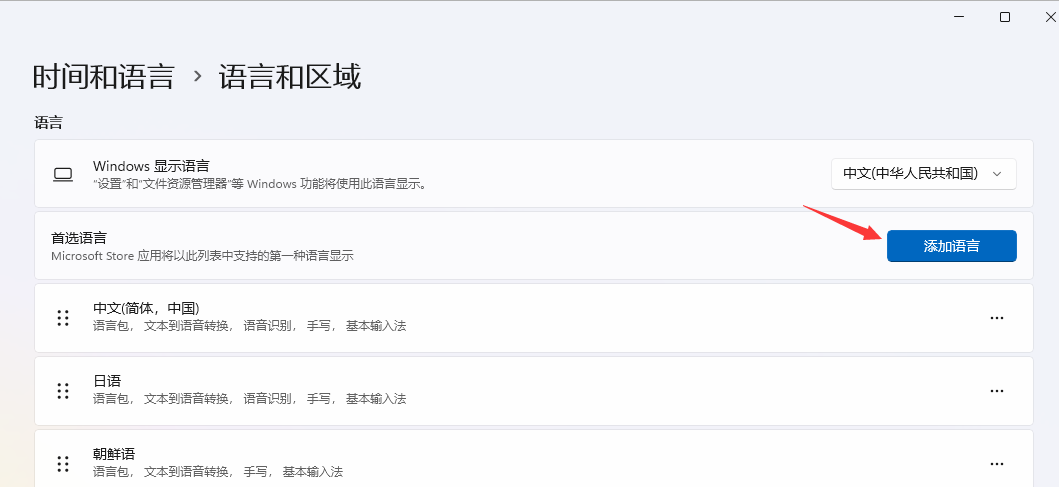 时间和语言 › 语言和区域
语言
Windows 显示语言
“设置”和“文件资源管理器”等 Windows 功能将使用此语言显示。
中文(中华人民共和国)
首选语言
Microsoft Store 应用将以此列表中支持的第一种语言显示
添加语言
中文(简体，中国)
语言包， 文本到语音转换， 语音识别， 手写， 基本输入法
日语
语言包， 文本到语音转换， 语音识别， 手写， 基本输入法
朝鲜语
语言包， 文本到语音转换， 手写， 基本输入法